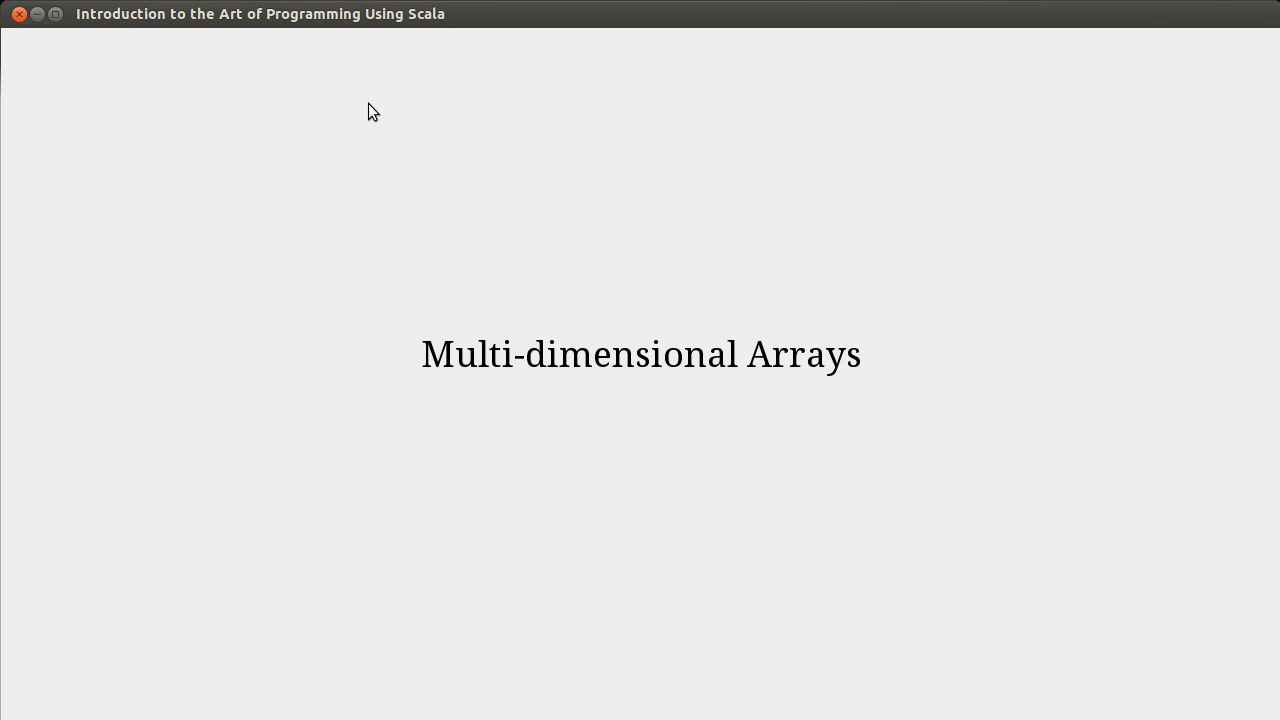 Introduction to the Art of Programming Using Scala
Multi-dimensional Arrays